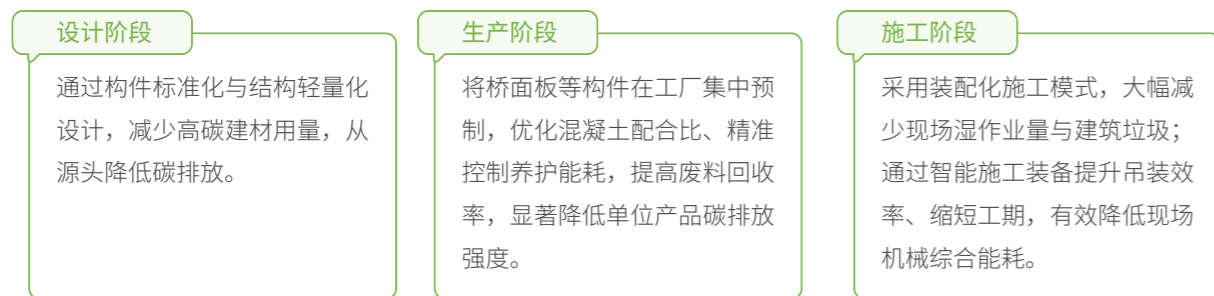 设计阶段
通过构件标准化与结构轻量化
设计，减少高碳建材用量，从
源头降低碳排放。
生产阶段
将桥面板等构件在工厂集中预
制，优化混凝土配合比、精准
控制养护能耗，提高废料回收
率，显著降低单位产品碳排放
强度。
施工阶段
采用装配化施工模式，大幅减
少现场湿作业量与建筑垃圾；
通过智能施工装备提升吊装效
率、缩短工期，有效降低现场
机械综合能耗。